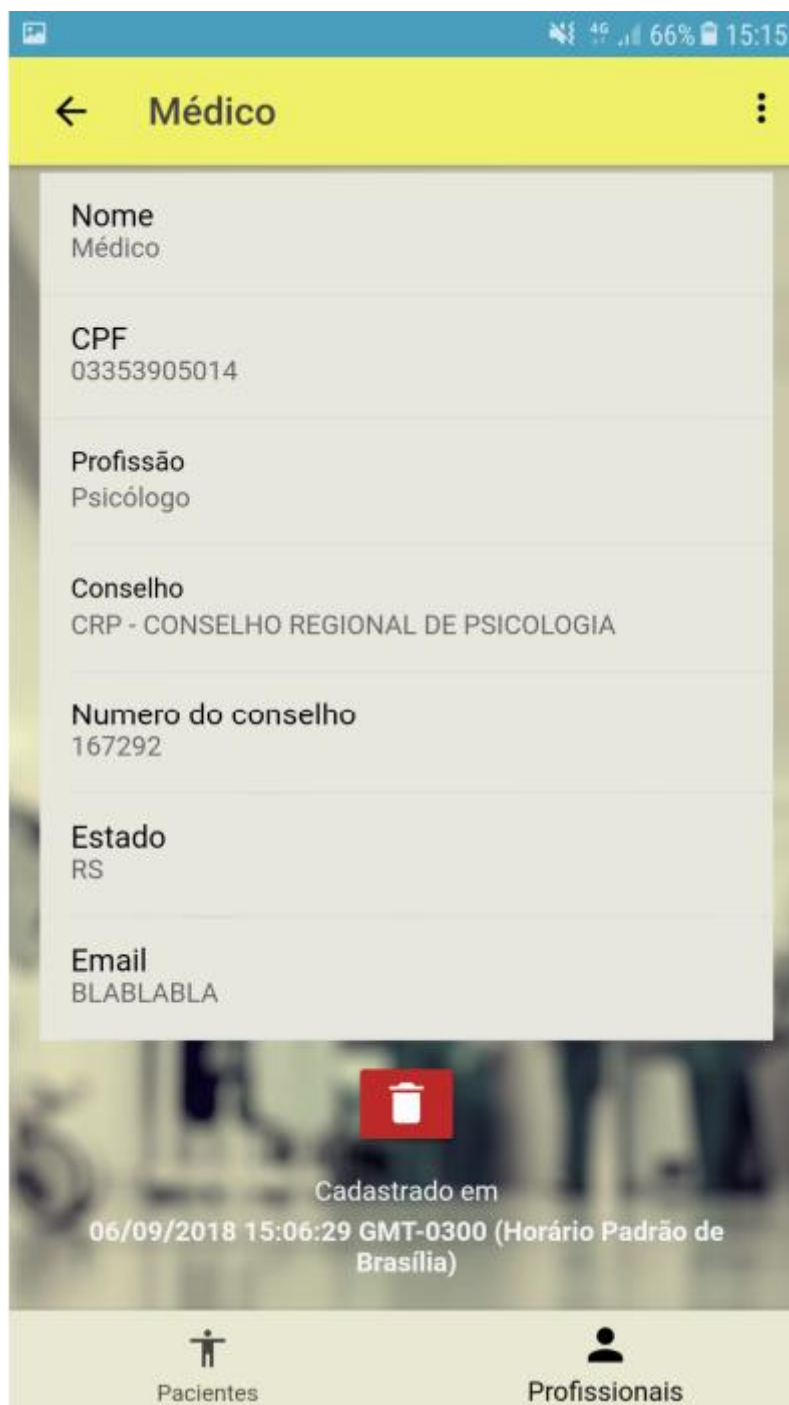 4G 66% 15:15
Médico
Nome
Médico
CPF
03353905014
Profissão
Psicólogo
Conselho
CRP - CONSELHO REGIONAL DE PSICOLOGIA
Numero do conselho
167292
Estado
RS
Email
BLABLABLA
Cadastrado em
06/09/2018 15:06:29 GMT-0300 (Horário Padrão de
Brasília)
Pacientes Profissionais